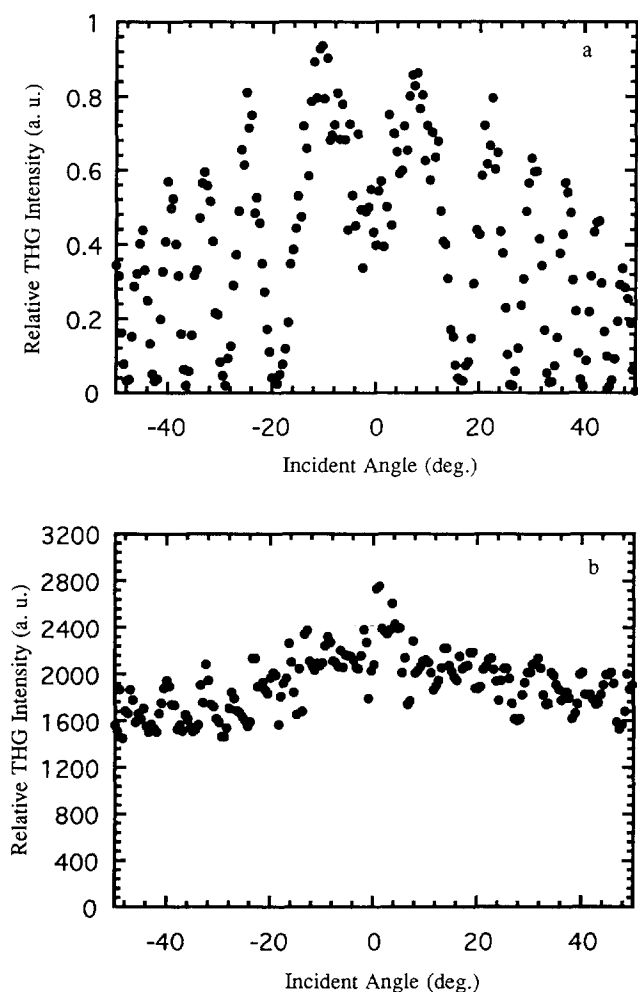 a
1
0.8
0.6
0.4
0.2
0
Relative THG Intensity (a. u.)
-40 -20 0 20 40
Incident Angle (deg.)
b
3200
2800
2400
2000
1600
1200
800
400
0
Relative THG Intensity (a. u.)
-40 -20 0 20 40
Incident Angle (deg.)